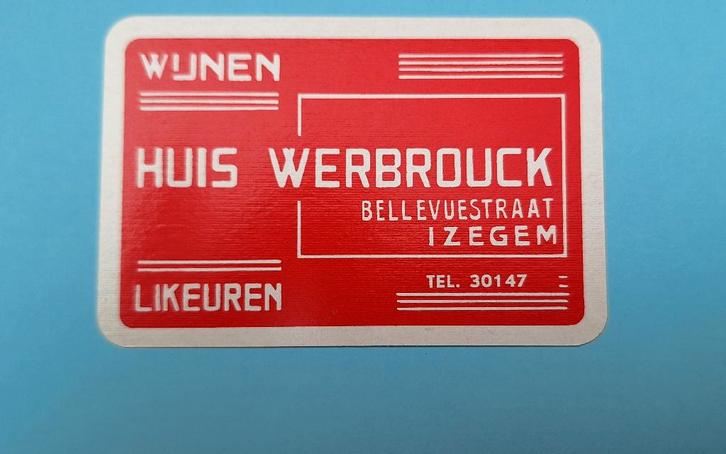 WIJNEN
HUIS WERBROUCK
BELLEVUESTRAAT
IZEGEM
LIKEUREN
TEL. 30147